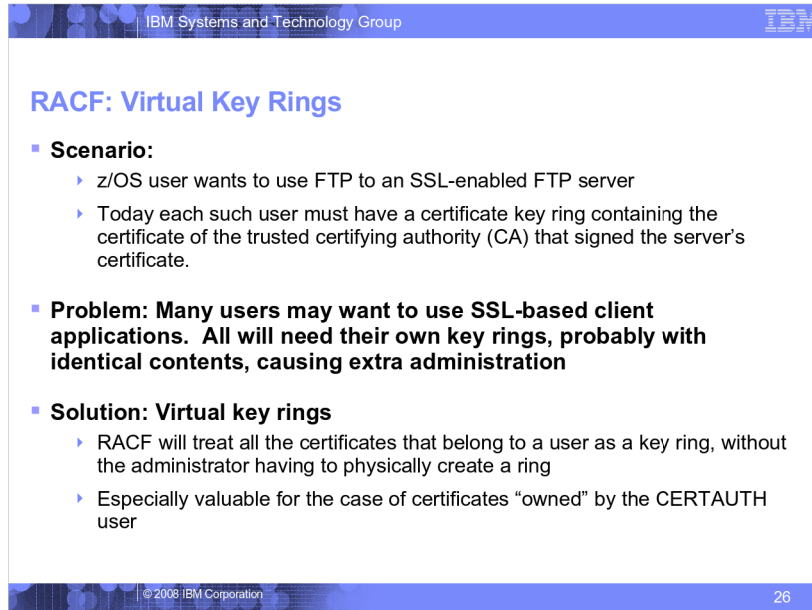 IBM Systems and Technology Group
IBM
RACF: Virtual Key Rings
Scenario:
z/OS user wants to use FTP to an SSL-enabled FTP server
Today each such user must have a certificate key ring containing the
certificate of the trusted certifying authority (CA) that signed the server's
certificate.
Problem: Many users may want to use SSL-based client
applications. All will need their own key rings, probably with
identical contents, causing extra administration
Solution: Virtual key rings
RACF will treat all the certificates that belong to a user as a key ring, without
the administrator having to physically create a ring
Especially valuable for the case of certificates “owned” by the CERTAUTH
user
© 2008 IBM Corporation
26